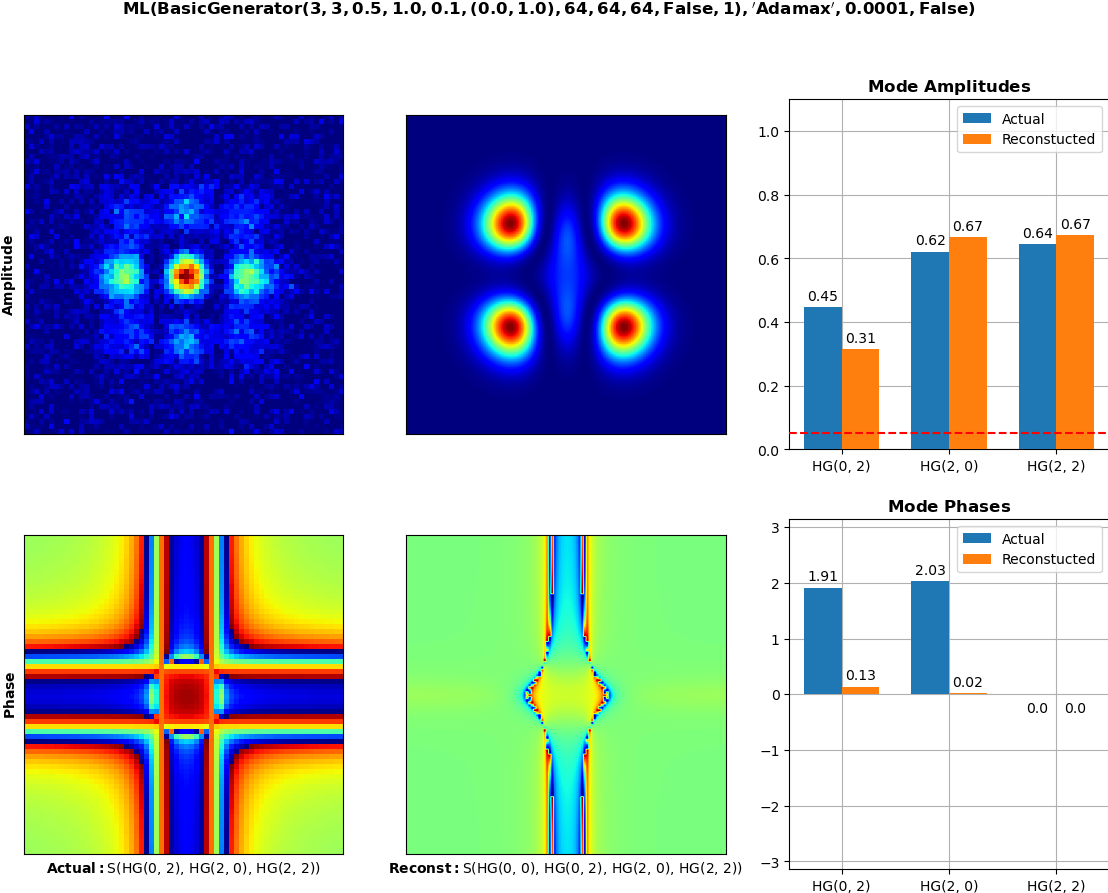 ML(BasicGenerator(3, 3, 0.5, 1.0, 0.1, (0.0, 1.0), 64, 64, 64, False, 1), ′Adamax′, 0.0001, False)
Amplitude
Mode Amplitudes
Actual
Reconstucted
1.0
0.8
0.6
0.4
0.2
0.0
0.45
0.31
0.62
0.67
0.64
0.67
HG(0, 2)
HG(2, 0)
HG(2, 2)
Phase
Actual: S(HG(0, 2), HG(2, 0), HG(2, 2))
Reconst: S(HG(0, 0), HG(0, 2), HG(2, 0), HG(2, 2))
Mode Phases
Actual
Reconstucted
3
2
1
0
−1
−2
−3
1.91
0.13
2.03
0.02
0.0
0.0
HG(0, 2)
HG(2, 0)
HG(2, 2)